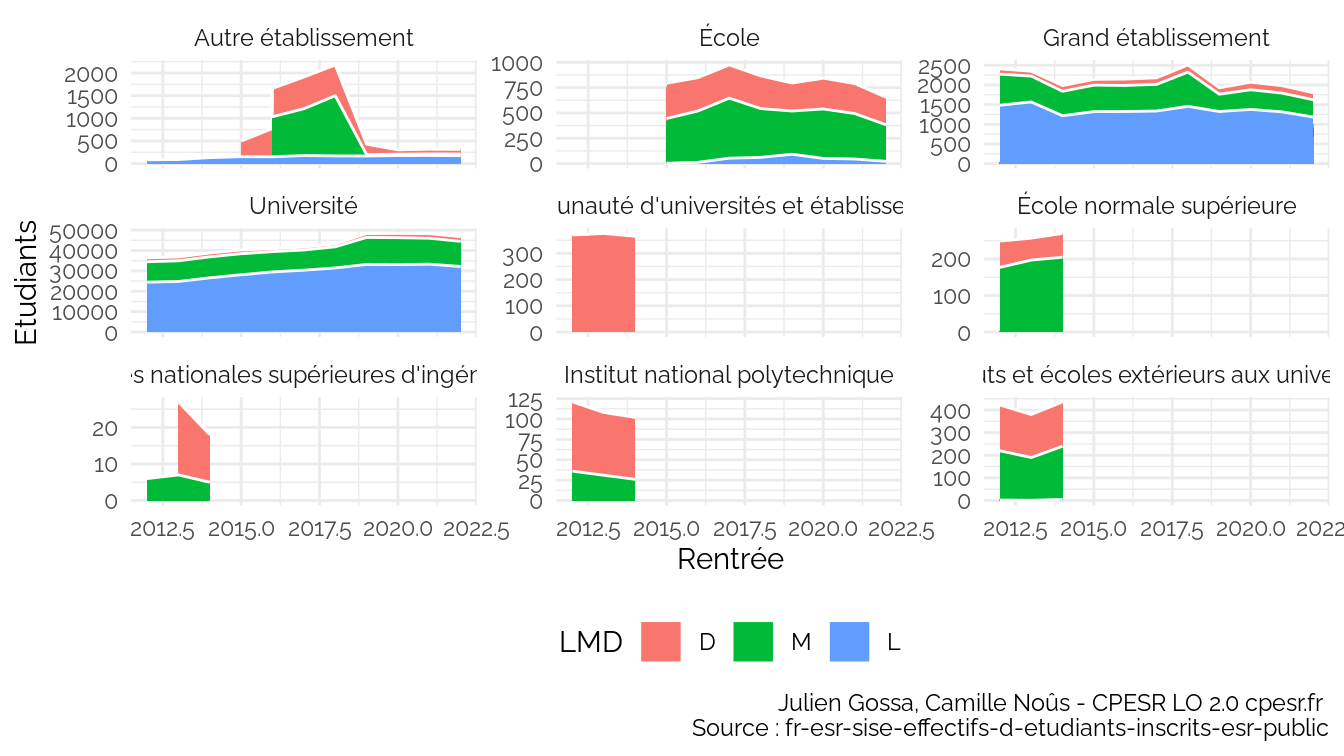 Autre établissement
École
Grand établissement
2000
1500
1000
500
0
1000
750
500
250
0
2500
2000
1500
1000
500
0
Université
unauté d'universités et établisse
École normale supérieure
Etudiants
50000
40000
30000
20000
10000
0
300
200
100
0
200
100
0
s nationales supérieures d'ingér
Institut national polytechnique
uts et écoles extérieurs aux unive
20
10
0
125
100
75
50
25
0
400
300
200
100
0
2012.5 2015.0 2017.5 2020.0 2022.5
2012.5 2015.0 2017.5 2020.0 2022.5
2012.5 2015.0 2017.5 2020.0 2022
Rentrée
LMD D M L
Julien Gossa, Camille Noûs - CPESR LO 2.0 cpesr.fr
Source : fr-esr-sise-effectifs-d-etudiants-inscrits-esr-public